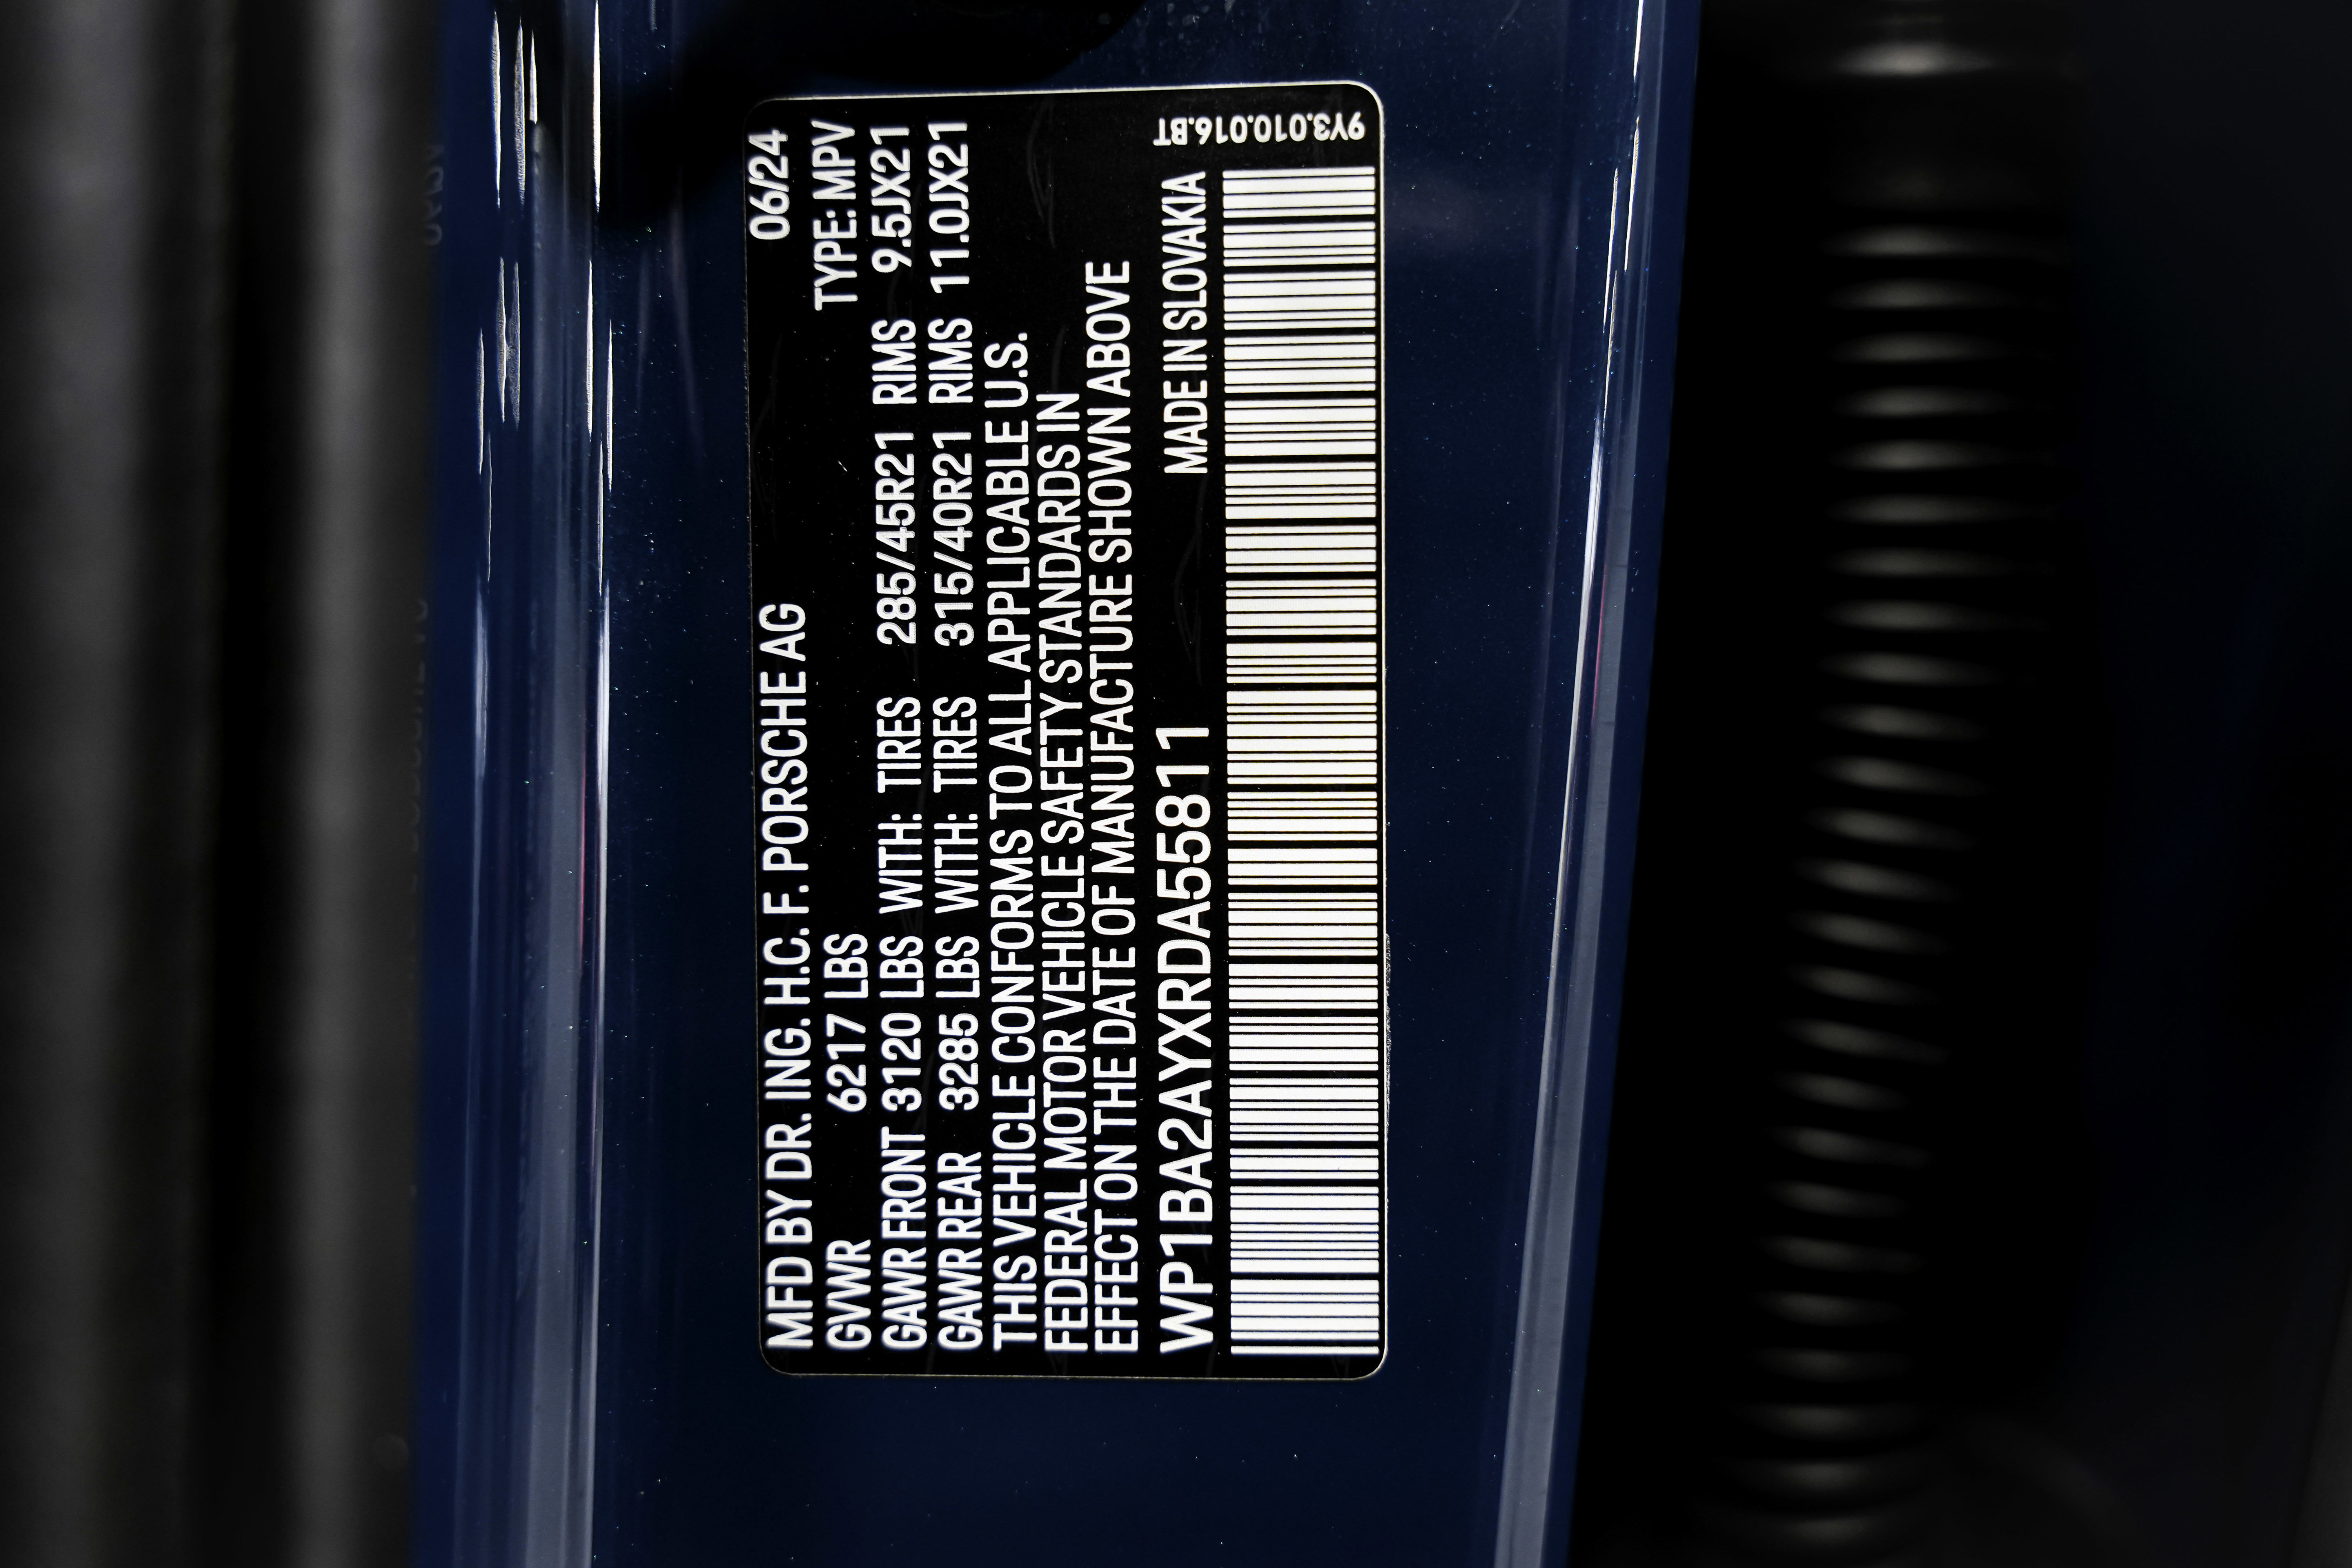 MFD BY DR. ING. H.C. F. PORSCHE AG 06/24
GVWR 6217 LBS TYPE: MPV
GAWR FRONT 3120 LBS WITH: TIRES 285/45R21 RIMS 9.5JX21
GAWR REAR 3285 LBS WITH: TIRES 315/40R21 RIMS 11.0JX21
THIS VEHICLE CONFORMS TO ALL APPLICABLE U.S.
FEDERAL MOTOR VEHICLE SAFETY STANDARDS IN
EFFECT ON THE DATE OF MANUFACTURE SHOWN ABOVE
WP1BA2AYXRDA55811 MADE IN SLOVAKIA
9Y3.010.016.BT